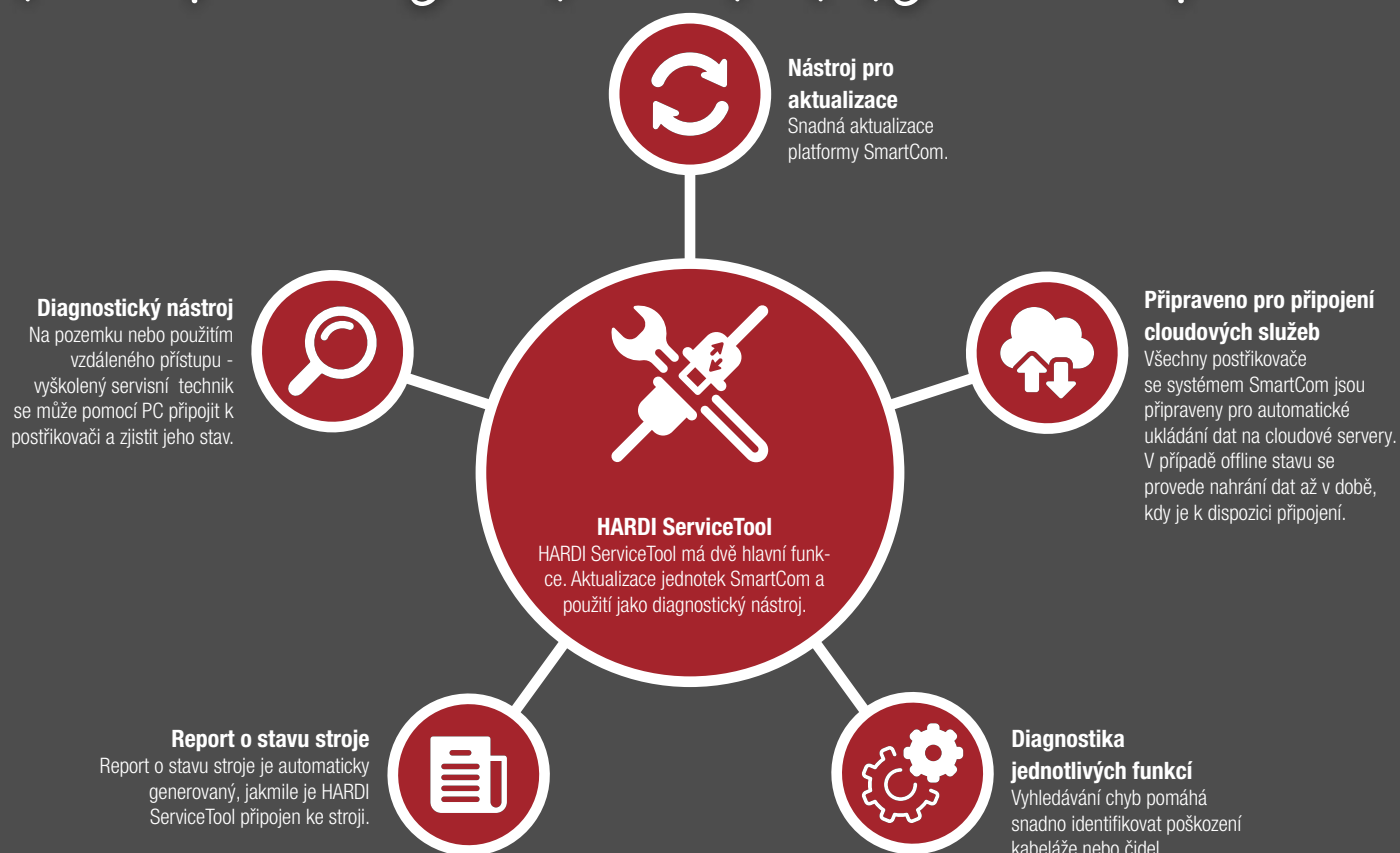 Nástroj pro
aktualizace
Snadná aktualizace
platformy SmartCom.
Diagnostický nástroj
Na pozemku nebo použitím
vzdáleného přístupu -
vyškolený servisní technik
se může pomocí PC připojit k
postřikovači a zjistit jeho stav.
Připraveno pro připojení
cloudových služeb
Všechny postřikovače
se systémem SmartCom jsou
připraveny pro automatické
ukládání dat na cloudové servery.
V případě offline stavu se
provede nahrání dat až v době,
kdy je k dispozici připojení.
HARDI ServiceTool
HARDI ServiceTool má dvě hlavní funk-
ce. Aktualizace jednotek SmartCom a
použití jako diagnostický nástroj.
Report o stavu stroje
Report o stavu stroje je automaticky
generovaný, jakmile je HARDI
ServiceTool připojen ke stroji.
Diagnostika
jednotlivých funkcí
Vyhledávání chyb pomáhá
snadno identifikovat poškození
kabeláže nebo čidel